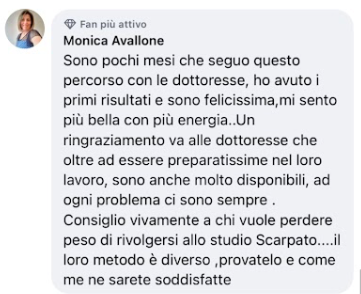 Fan più attivo
Monica Avallone
Sono pochi mesi che seguo questo
percorso con le dottoresse, ho avuto i
primi risultati e sono felicissima,mi sento
più bella con più energia..Un
ringraziamento va alle dottoresse che
oltre ad essere preparatissime nel loro
lavoro, sono anche molto disponibili, ad
ogni problema ci sono sempre .
Consiglio vivamente a chi vuole perdere
peso di rivolgersi allo studio Scarpato....il
loro metodo è diverso ,provatelo e come
me ne sarete soddisfatte